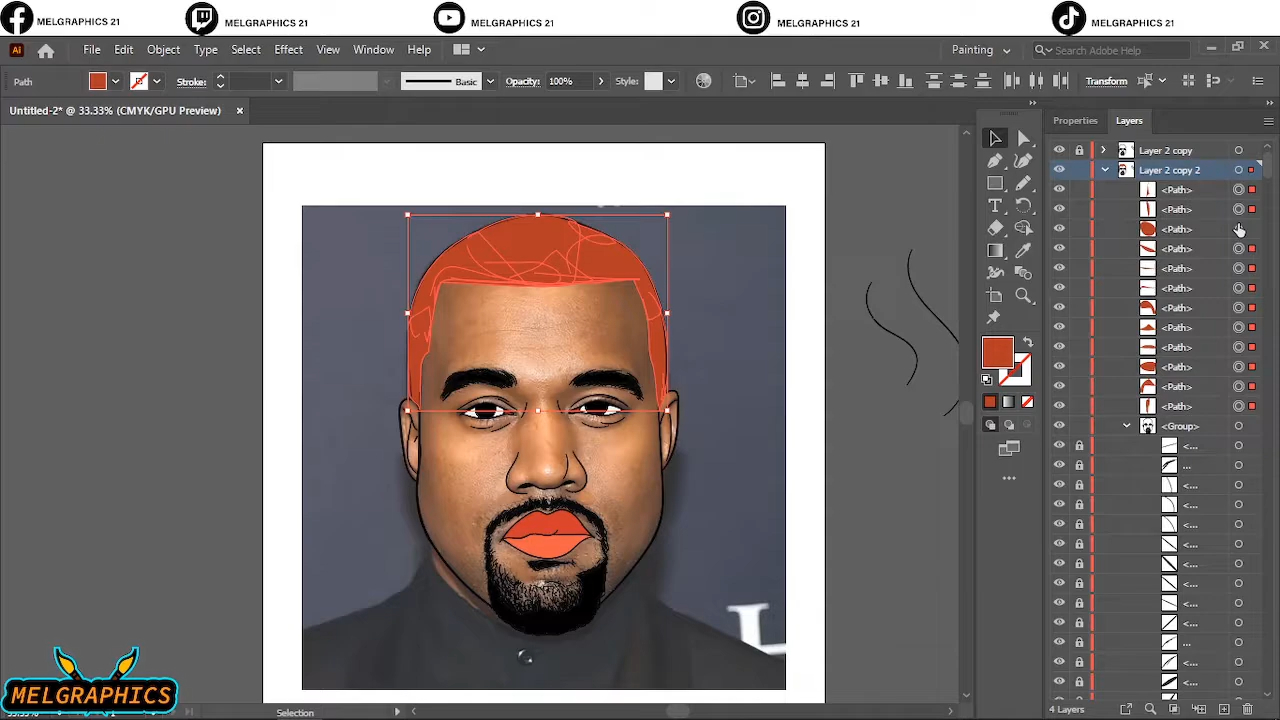 MELGRAPHICS 21 MELGRAPHICS 21 MELGRAPHICS 21 MELGRAPHICS 21 MELGRAPHICS 21
Ai File Edit Object Type Select Effect View Window Help Painting Search Adobe Help
Path Stroke: Basic Opacity: 100% Style: Transform
Untitled-2* @ 33.33% (CMYK/GPU Preview) Properties Layers
Layer 2 copy
Layer 2 copy 2
<Path>
<Path>
<Path>
<Path>
<Path>
<Path>
<Path>
<Path>
<Path>
<Path>
<Path>
<Path>
<Group>
<...
...
<...
<...
<...
<...
<...
<...
<...
<...
...
<...
<...
MELGRAPHICS
Selection
4 Layers